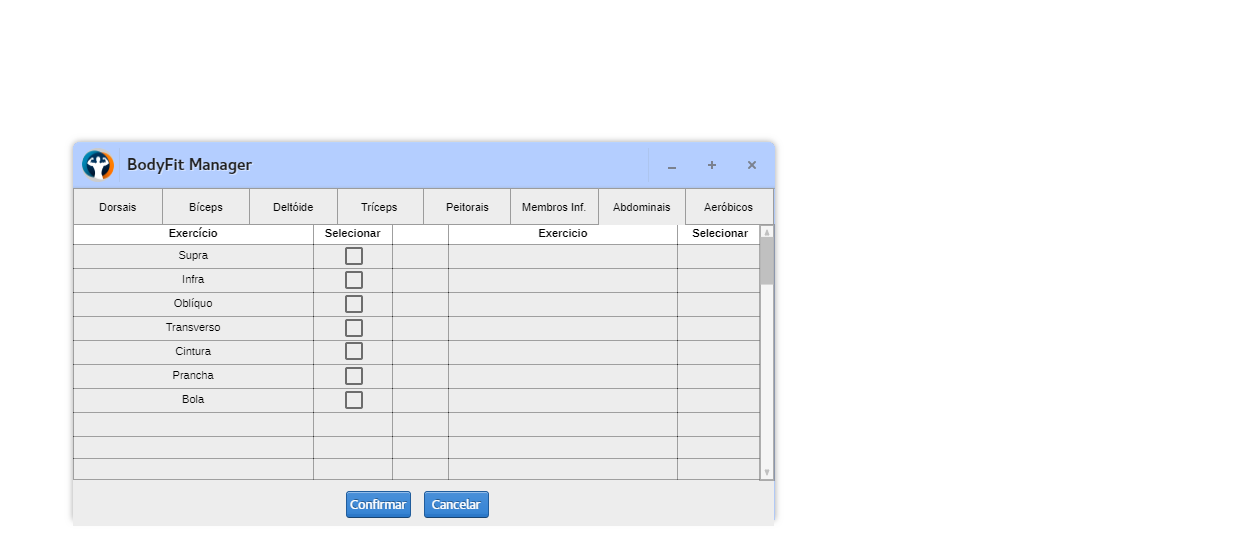 BodyFit Manager
Dorsais Bíceps Deltóide Tríceps Peitorais Membros Inf. Abdominais Aeróbicos
Exercício Selecionar Exercicio Selecionar
Supra
Infra
Oblíquo
Transverso
Cintura
Prancha
Bola
Confirmar Cancelar